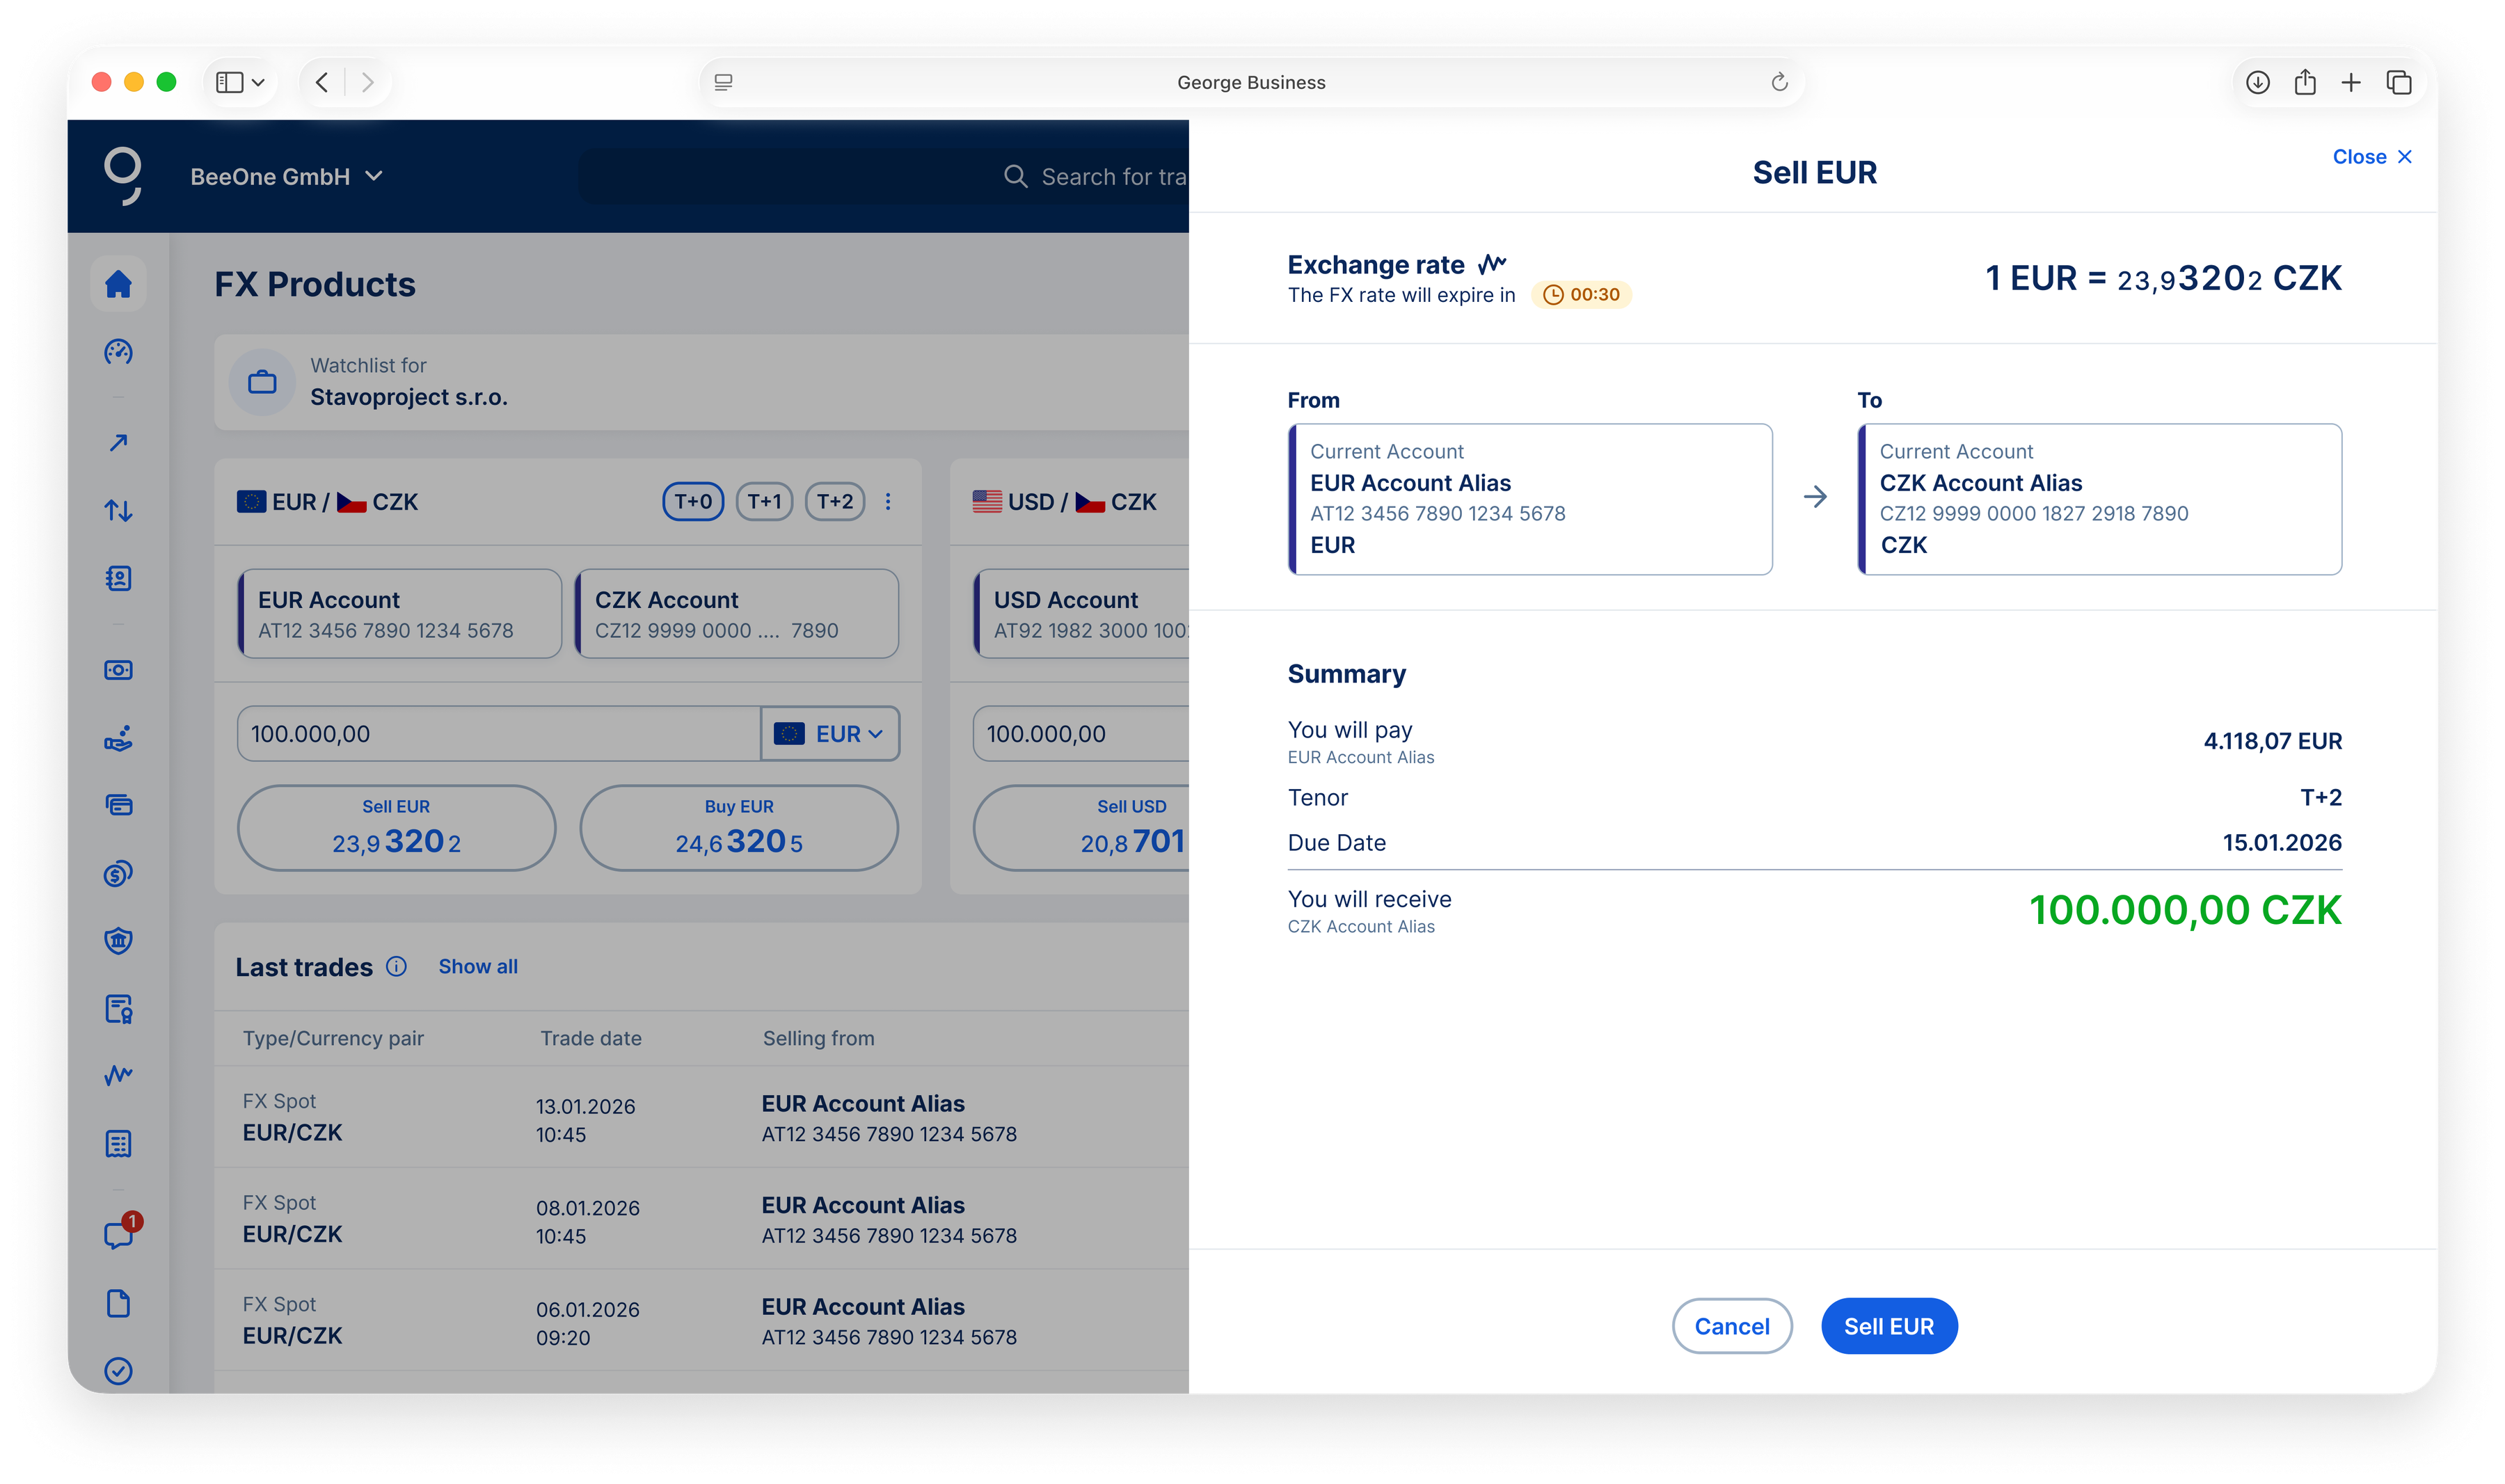 George Business
BeeOne GmbH
Search for tra
FX Products
Watchlist for
Stavoproject s.r.o.
EUR / CZK
T+0
T+1
T+2
EUR Account
AT12 3456 7890 1234 5678
CZK Account
CZ12 9999 0000 .... 7890
100.000,00
EUR
Sell EUR
23,9 320 2
Buy EUR
24,6 320 5
USD / CZK
USD Account
AT92 1982 3000 100
100.000,00
Sell USD
20,8 701
Last trades
Show all
Type/Currency pair
Trade date
Selling from
FX Spot
EUR/CZK
13.01.2026
10:45
EUR Account Alias
AT12 3456 7890 1234 5678
FX Spot
EUR/CZK
08.01.2026
10:45
EUR Account Alias
AT12 3456 7890 1234 5678
FX Spot
EUR/CZK
06.01.2026
09:20
EUR Account Alias
AT12 3456 7890 1234 5678
1
Sell EUR
Close
Exchange rate
The FX rate will expire in 00:30
1 EUR = 23,93202 CZK
From
Current Account
EUR Account Alias
AT12 3456 7890 1234 5678
EUR
To
Current Account
CZK Account Alias
CZ12 9999 0000 1827 2918 7890
CZK
Summary
You will pay
EUR Account Alias
4.118,07 EUR
Tenor
T+2
Due Date
15.01.2026
You will receive
CZK Account Alias
100.000,00 CZK
Cancel
Sell EUR